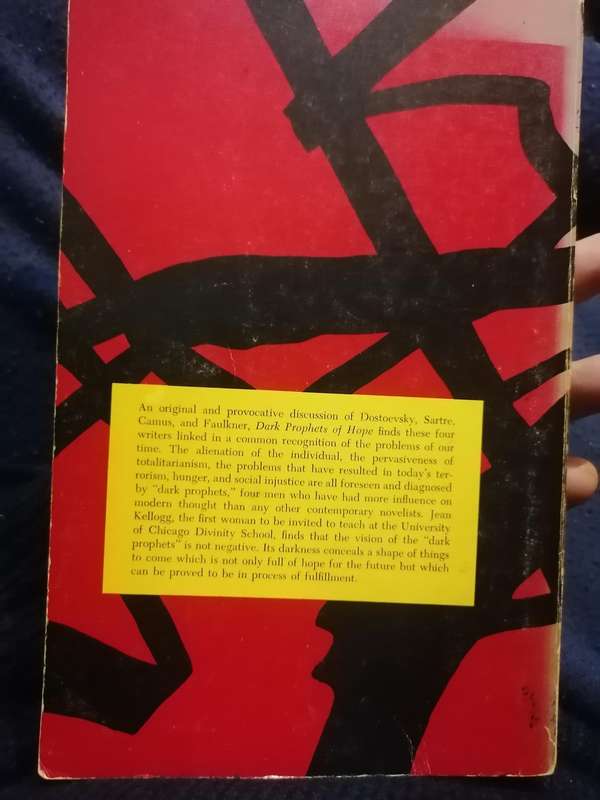 An original and provocative discussion of Dostoevsky, Sartre,
Camus, and Faulkner, Dark Prophets of Hope finds these four
writers linked in a common recognition of the problems of our
time. The alienation of the individual, the pervasiveness of
totalitarianism, the problems that have resulted in today's ter-
rorism, hunger, and social injustice are all foreseen and diagnosed
by "dark prophets," four men who have had more influence on
modern thought than any other contemporary novelists. Jean
Kellogg, the first woman to be invited to teach at the University
of Chicago Divinity School, finds that the vision of the "dark
prophets" is not negative. Its darkness conceals a shape of things
to come which is not only full of hope for the future but which
can be proved to be in process of fulfillment.